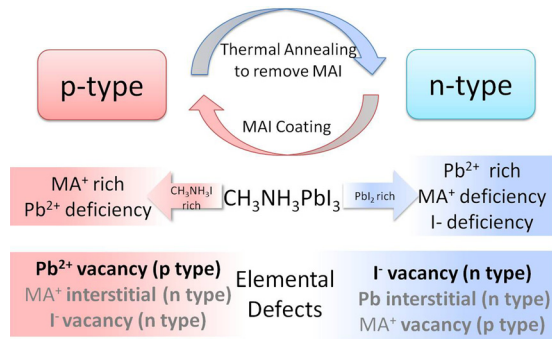 Thermal Annealing
to remove MAI
p-type
n-type
MAI Coating
MA⁺ rich
Pb²⁺ deficiency
CH₃NH₃I
rich
CH₃NH₃PbI₃
PbI₂ rich
Pb²⁺ rich
MA⁺ deficiency
I- deficiency
Pb²⁺ vacancy (p type)
MA⁺ interstitial (n type)
I⁻ vacancy (n type)
Elemental
Defects
I⁻ vacancy (n type)
Pb interstitial (n type)
MA⁺ vacancy (p type)